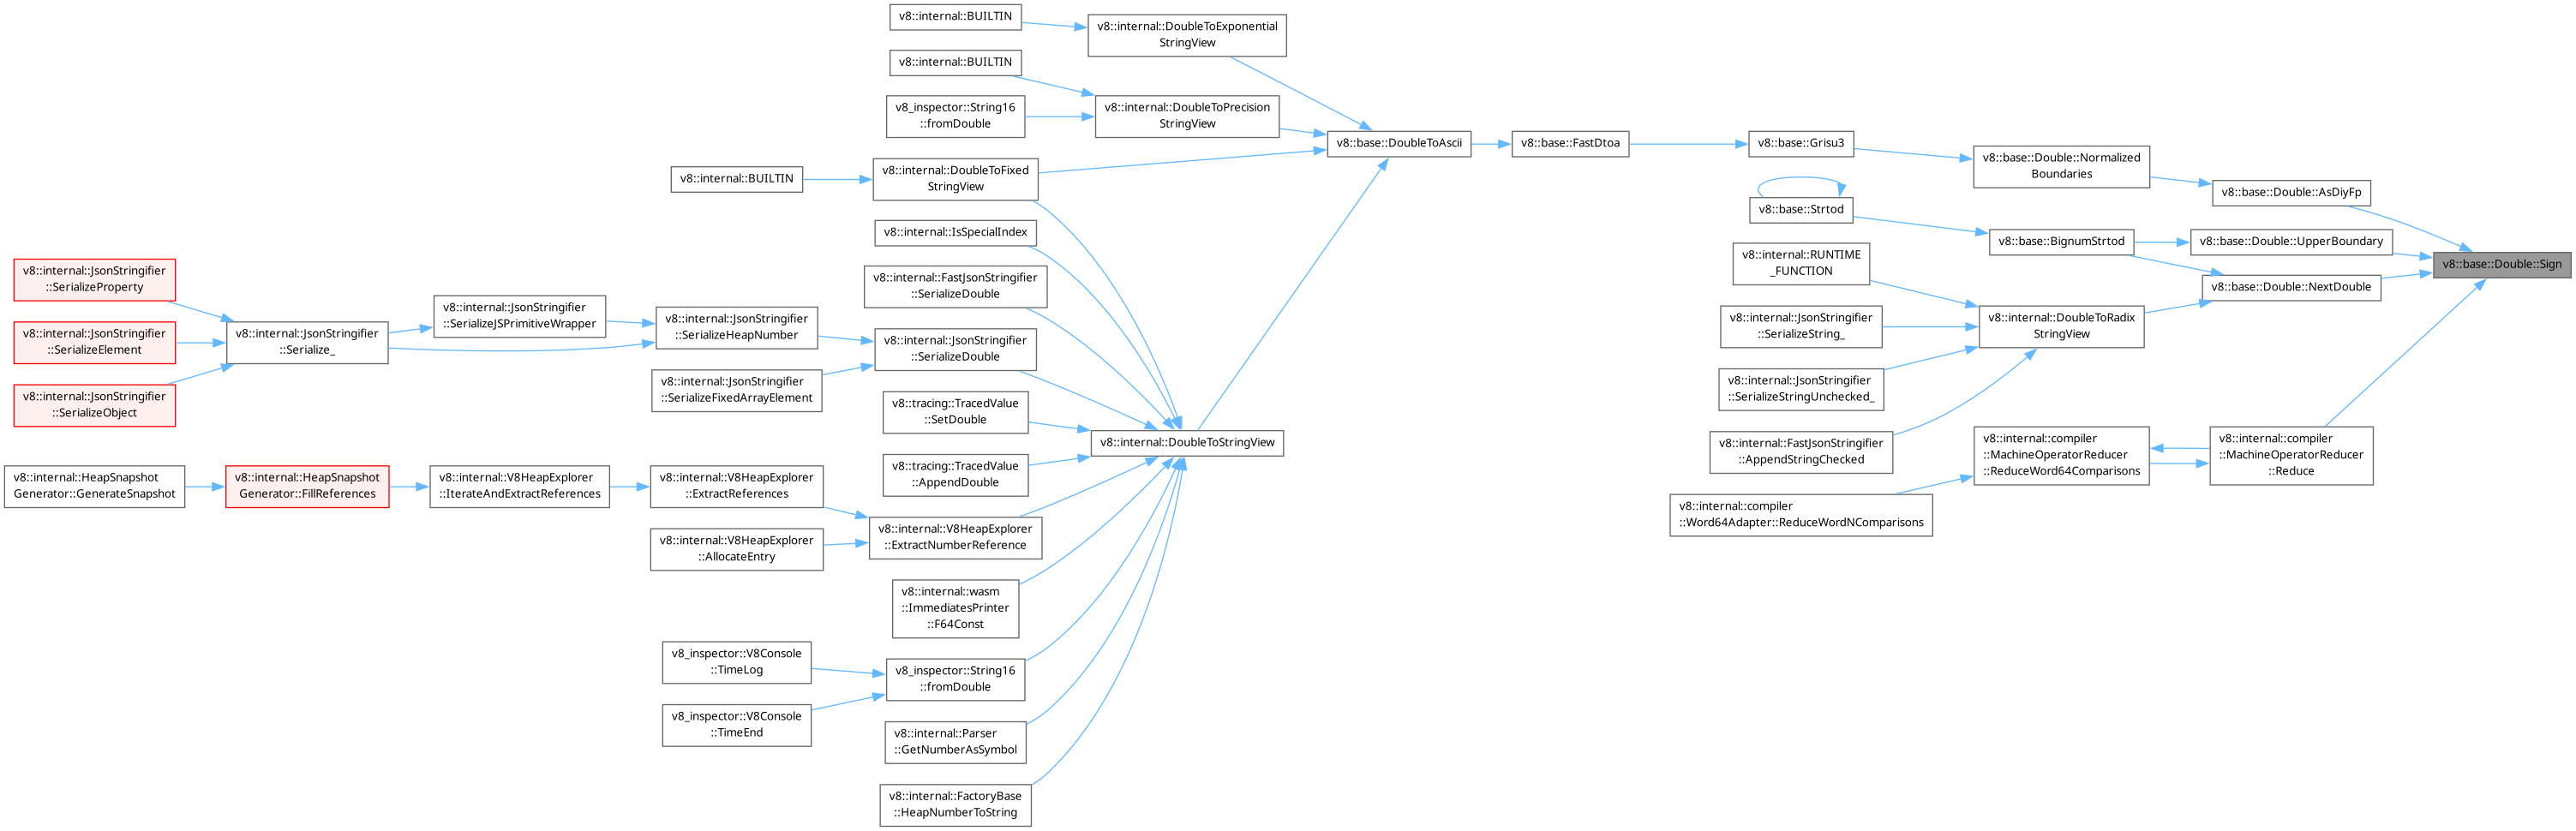 v8::internal::BUILTIN
v8::internal::DoubleToExponential
StringView
v8::internal::BUILTIN
v8::internal::DoubleToPrecision
StringView
v8_inspector::String16
::fromDouble
v8::base::DoubleToAscii
v8::base::FastDtoa
v8::base::Grisu3
v8::base::Double::Normalized
Boundaries
v8::internal::BUILTIN
v8::internal::DoubleToFixed
StringView
v8::base::Double::AsDiyFp
v8::base::Strtod
v8::internal::IsSpecialIndex
v8::base::BignumStrtod
v8::base::Double::UpperBoundary
v8::internal::RUNTIME
_FUNCTION
v8::base::Double::Sign
v8::internal::JsonStringifier
::SerializeProperty
v8::internal::FastJsonStringifier
::SerializeDouble
v8::base::Double::NextDouble
v8::internal::JsonStringifier
::SerializeJSPrimitiveWrapper
v8::internal::JsonStringifier
::SerializeHeapNumber
v8::internal::JsonStringifier
::SerializeString_
v8::internal::DoubleToRadix
StringView
v8::internal::JsonStringifier
::SerializeElement
v8::internal::JsonStringifier
::Serialize_
v8::internal::JsonStringifier
::SerializeDouble
v8::internal::JsonStringifier
::SerializeObject
v8::internal::JsonStringifier
::SerializeFixedArrayElement
v8::internal::JsonStringifier
::SerializeStringUnchecked_
v8::tracing::TracedValue
::SetDouble
v8::internal::DoubleToStringView
v8::internal::FastJsonStringifier
::AppendStringChecked
v8::internal::compiler
::MachineOperatorReducer
::ReduceWord64Comparisons
v8::internal::compiler
::MachineOperatorReducer
::Reduce
v8::tracing::TracedValue
::AppendDouble
v8::internal::HeapSnapshot
Generator::GenerateSnapshot
v8::internal::HeapSnapshot
Generator::FillReferences
v8::internal::V8HeapExplorer
::IterateAndExtractReferences
v8::internal::V8HeapExplorer
::ExtractReferences
v8::internal::compiler
::Word64Adapter::ReduceWordNComparisons
v8::internal::V8HeapExplorer
::ExtractNumberReference
v8::internal::V8HeapExplorer
::AllocateEntry
v8::internal::wasm
::ImmediatesPrinter
::F64Const
v8_inspector::V8Console
::TimeLog
v8_inspector::String16
::fromDouble
v8_inspector::V8Console
::TimeEnd
v8::internal::Parser
::GetNumberAsSymbol
v8::internal::FactoryBase
::HeapNumberToString